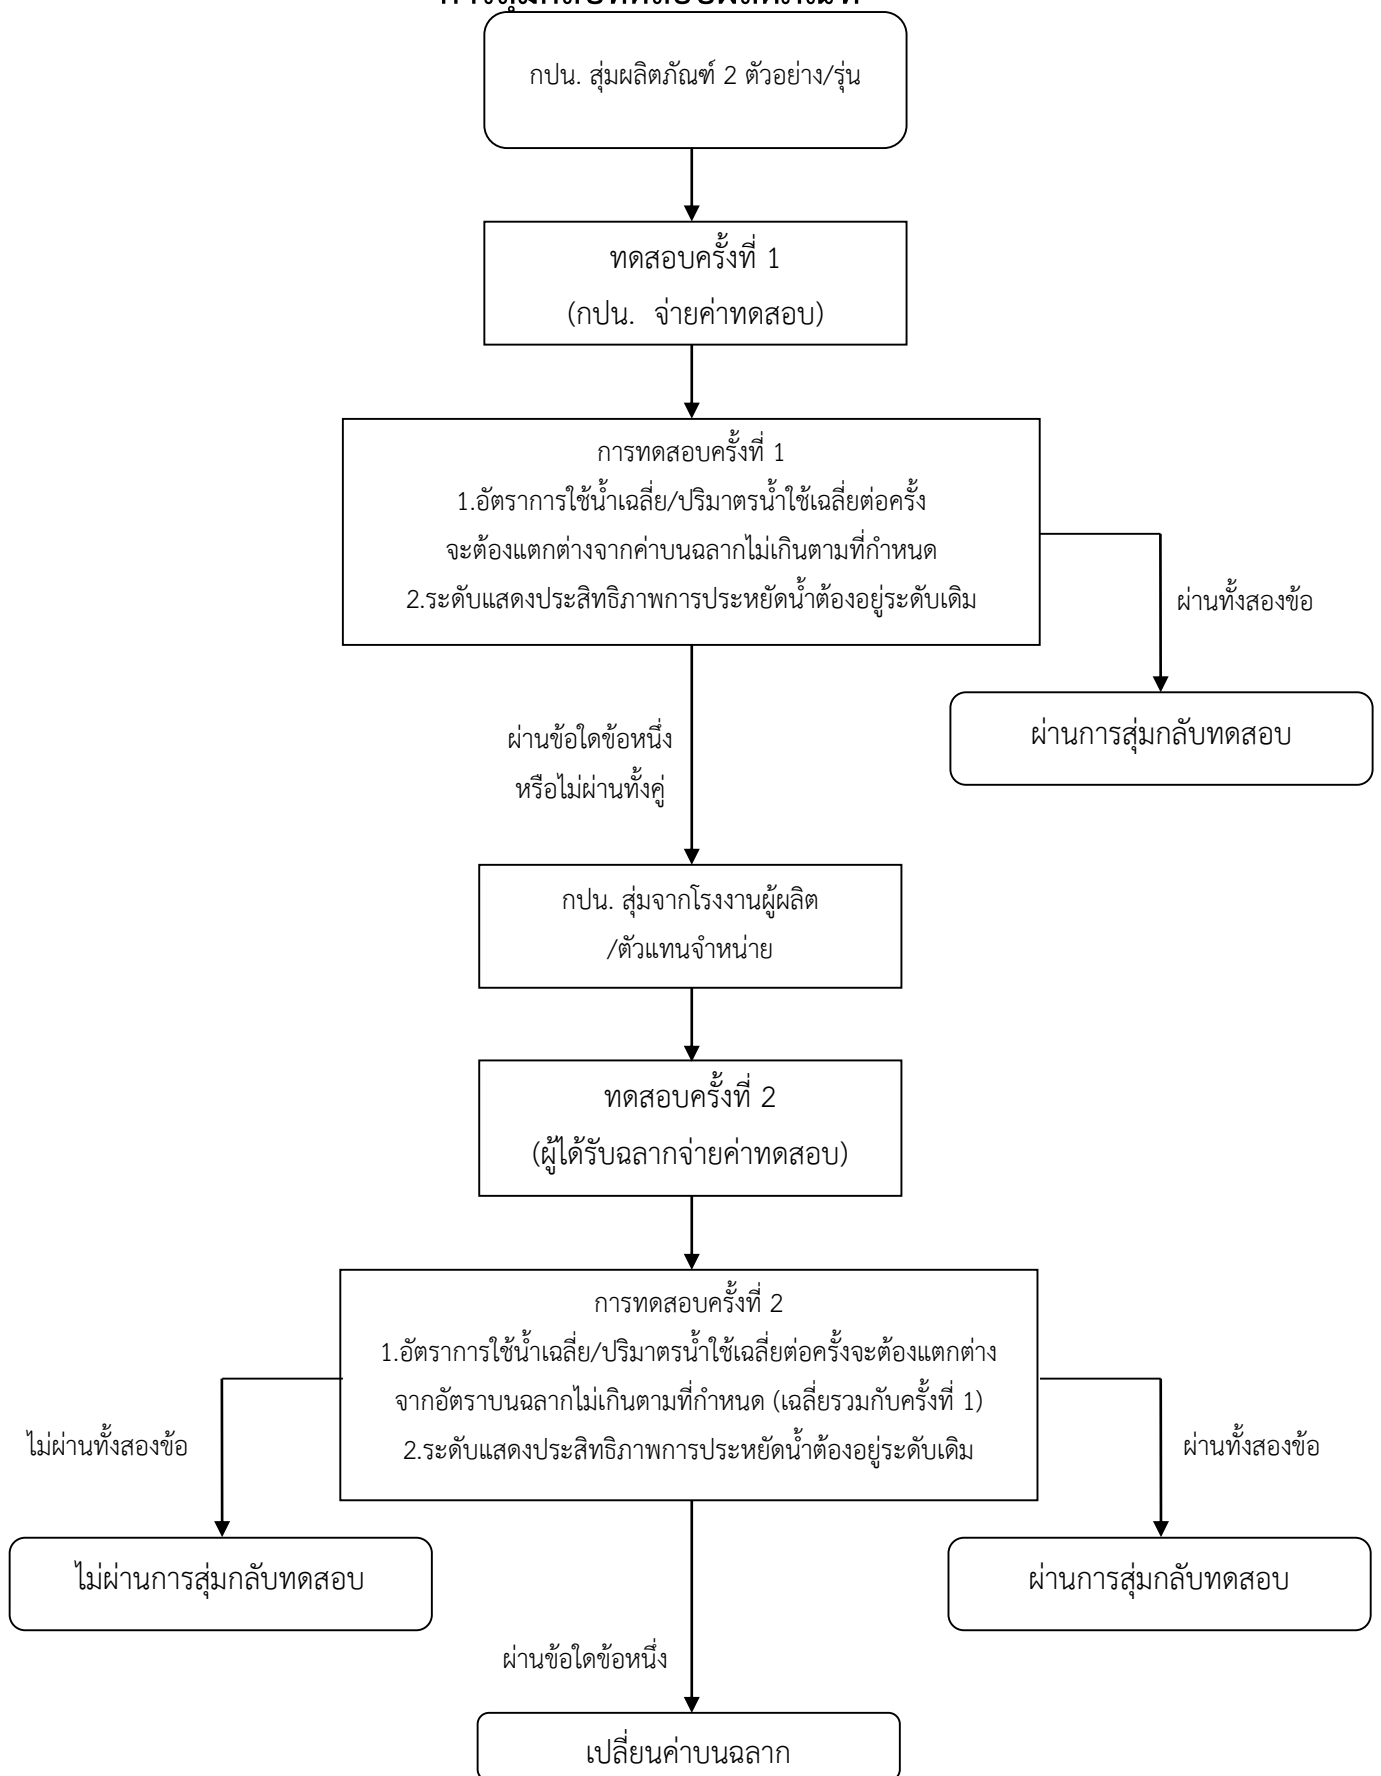 กปน. สุ่มผลิตภัณฑ์ 2 ตัวอย่าง/รุ่น
ทดสอบครั้งที่ 1
(กปน. จ่ายค่าทดสอบ)
การทดสอบครั้งที่ 1
1.อัตราการใช้น้ำเฉลี่ย/ปริมาตรน้ำใช้เฉลี่ยต่อครั้ง
จะต้องแตกต่างจากค่าบนฉลากไม่เกินตามที่กำหนด
2.ระดับแสดงประสิทธิภาพการประหยัดน้ำต้องอยู่ระดับเดิม
ผ่านทั้งสองข้อ
ผ่านการสุ่มกลับทดสอบ
ผ่านข้อใดข้อหนึ่ง
หรือไม่ผ่านทั้งคู่
กปน. สุ่มจากโรงงานผู้ผลิต
/ตัวแทนจำหน่าย
ทดสอบครั้งที่ 2
(ผู้ได้รับฉลากจ่ายค่าทดสอบ)
การทดสอบครั้งที่ 2
1.อัตราการใช้น้ำเฉลี่ย/ปริมาตรน้ำใช้เฉลี่ยต่อครั้งจะต้องแตกต่าง
จากอัตราบนฉลากไม่เกินตามที่กำหนด (เฉลี่ยรวมกับครั้งที่ 1)
2.ระดับแสดงประสิทธิภาพการประหยัดน้ำต้องอยู่ระดับเดิม
ไม่ผ่านทั้งสองข้อ
ผ่านทั้งสองข้อ
ไม่ผ่านการสุ่มกลับทดสอบ
ผ่านการสุ่มกลับทดสอบ
ผ่านข้อใดข้อหนึ่ง
เปลี่ยนค่าบนฉลาก